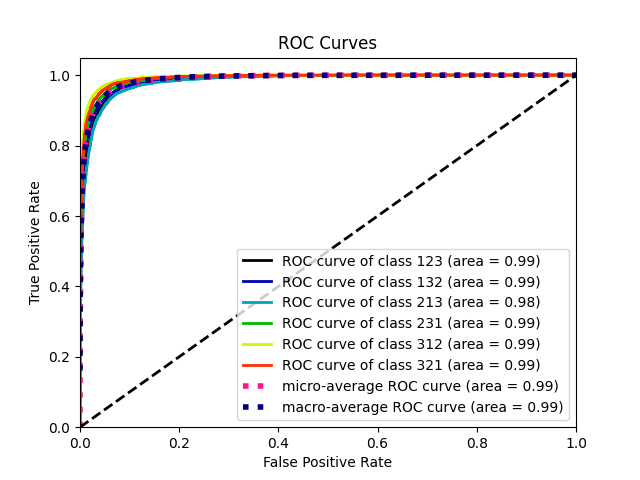 ROC Curves
True Positive Rate
1.0
0.8
0.6
0.4
0.2
0.0
ROC curve of class 123 (area = 0.99)
ROC curve of class 132 (area = 0.99)
ROC curve of class 213 (area = 0.98)
ROC curve of class 231 (area = 0.99)
ROC curve of class 312 (area = 0.99)
ROC curve of class 321 (area = 0.99)
micro-average ROC curve (area = 0.99)
macro-average ROC curve (area = 0.99)
0.0 0.2 0.4 0.6 0.8 1.0
False Positive Rate